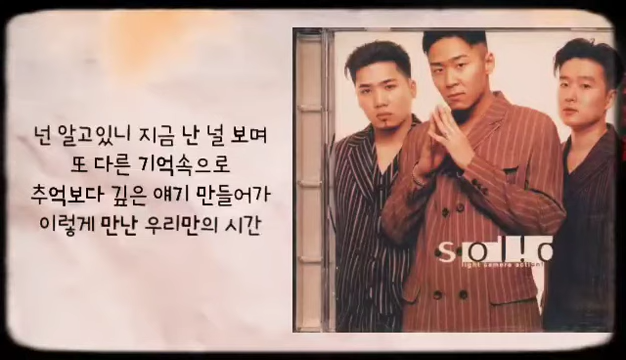 넌 알고있니 지금 난 널 보며
또 다른 기억속으로
추억보다 깊은 얘기 만들어가
이렇게 만난 우리만의 시간
solid
light camera action!